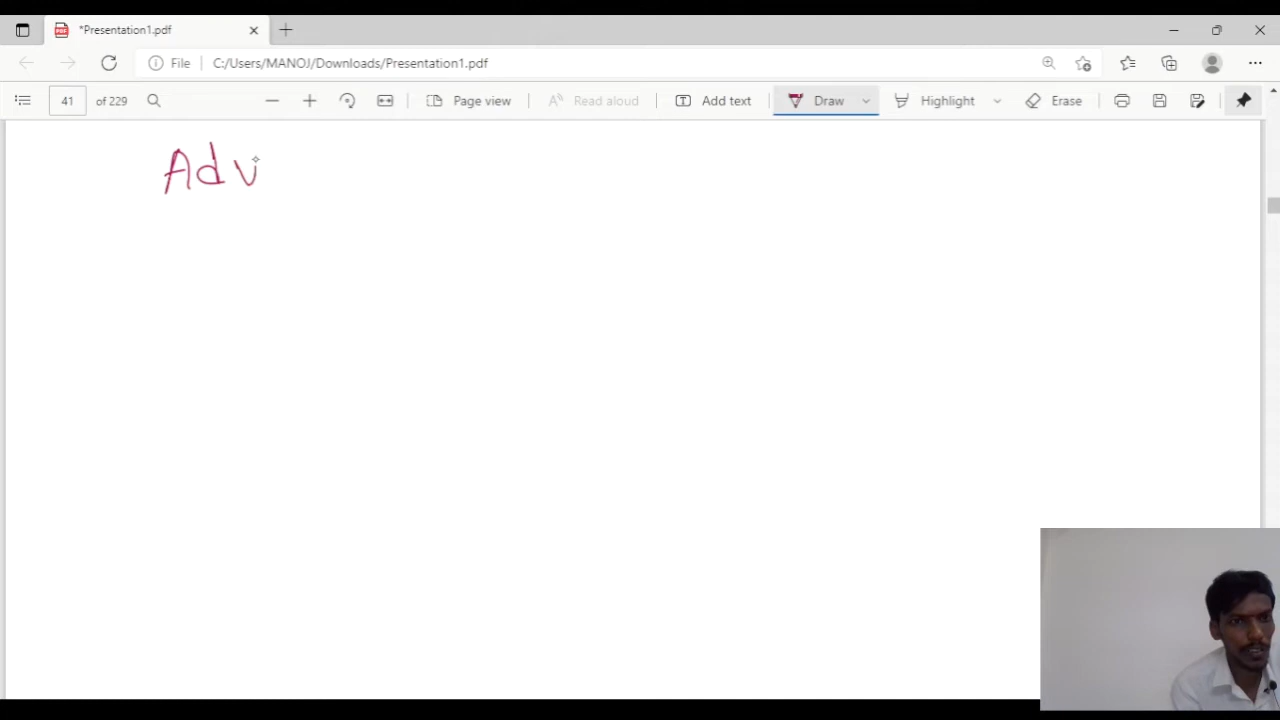 *Presentation1.pdf
File C:/Users/MANOJ/Downloads/Presentation1.pdf
41 of 229 Page view Read aloud Add text Draw Highlight Erase
Adv